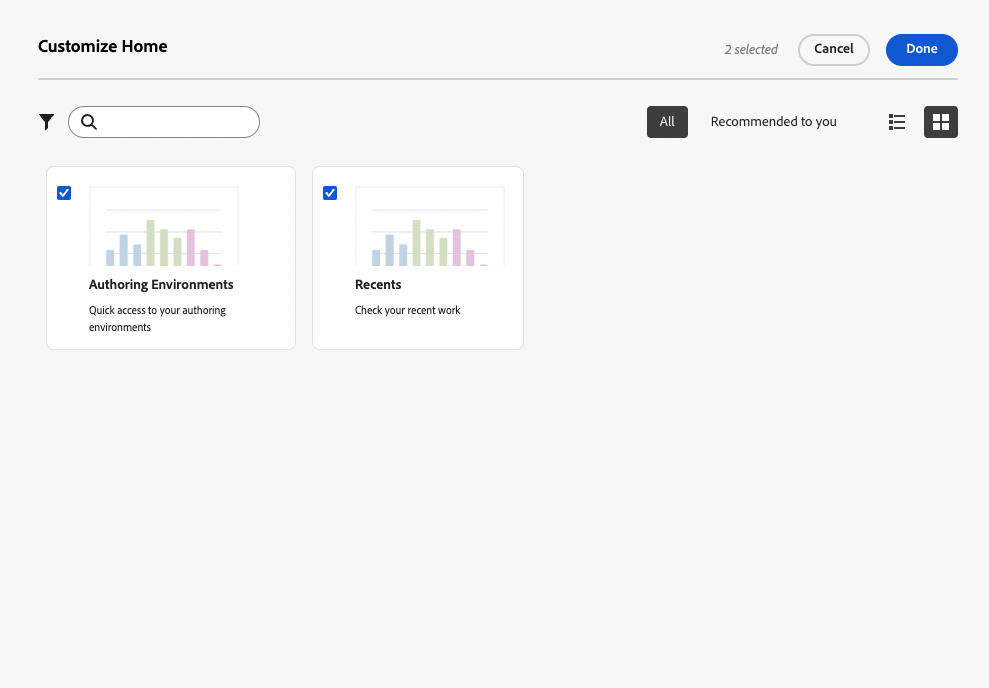 Customize Home
2 selected
Cancel
Done
All
Recommended to you
Authoring Environments
Quick access to your authoring
environments
Recents
Check your recent work